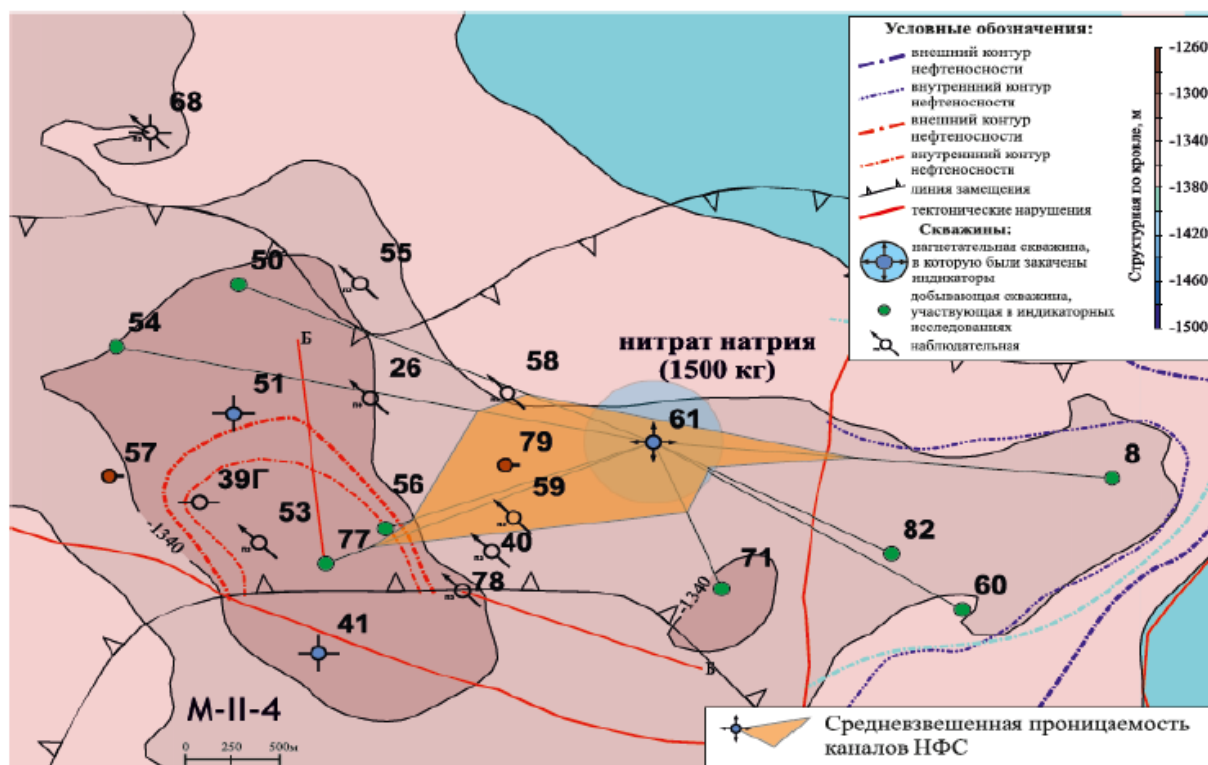 Условные обозначения:
внешний контур
нефтеносности
внутреннний контур
нефтеносности
внешний контур
нефтеносности
внутреннний контур
нефтеносности
линия замещения
тектонические нарушения
Скважины:
нагнетательная скважина,
в которую были закачены
индикаторы
добывающая скважина,
участвующая в индикаторных
исследованиях
наблюдательная
Структурная по кровле, м
-1260
-1300
-1340
-1380
-1420
-1460
-1500
68
50
55
54
Б
нитрат натрия
(1500 кг)
51
26
58
61
57
79
8
39Г
56
59
-1340
53
82
77
40
71
60
78
-1340
41
Б
М-II-4
0 250 500м
Средневзвешенная проницаемость
каналов НФС